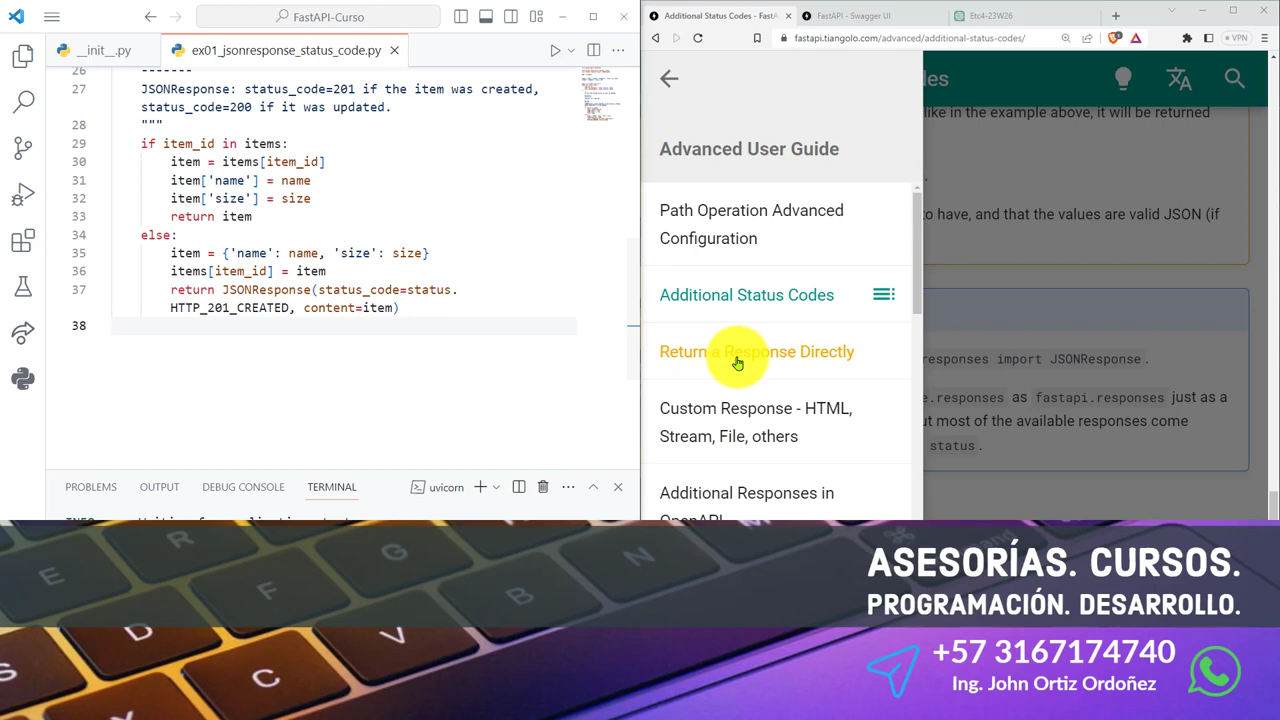 FastAPI-Curso
__init__.py
ex01_jsonresponse_status_code.py
26
27
28
29
30
31
32
33
34
35
36
37
38
"""""""
JSONResponse: status_code=201 if the item was created,
status_code=200 if it was updated.
"""
if item_id in items:
item = items[item_id]
item['name'] = name
item['size'] = size
return item
else:
item = {'name': name, 'size': size}
items[item_id] = item
return JSONResponse(status_code=status.
HTTP_201_CREATED, content=item)
PROBLEMS
OUTPUT
DEBUG CONSOLE
TERMINAL
uvicorn
Additional Status Codes - FastA
FastAPI - Swagger UI
Etc4-23W26
fastapi.tiangolo.com/advanced/additional-status-codes/
VPN
des
like in the example above, it will be returned
to have, and that the values are valid JSON (if
responses import JSONResponse.
e.responses as fastapi.responses just as a
ut most of the available responses come
status.
Advanced User Guide
Path Operation Advanced
Configuration
Additional Status Codes
Return a Response Directly
Custom Response - HTML,
Stream, File, others
Additional Responses in
OpenAPI
ASESORÍAS. CURSOS.
PROGRAMACIÓN. DESARROLLO.
+57 3167174740
Ing. John Ortiz Ordoñez